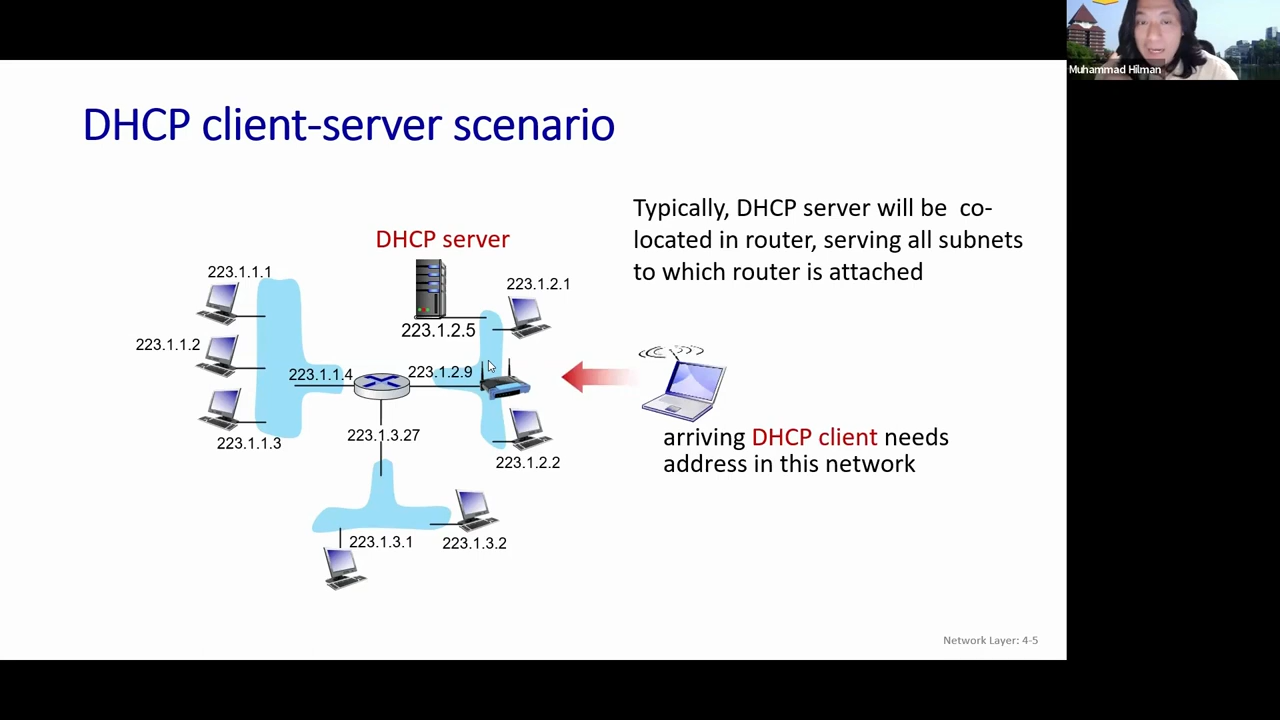 Muhammad Hilman
DHCP client-server scenario
Typically, DHCP server will be co-
located in router, serving all subnets
to which router is attached
DHCP server
223.1.1.1
223.1.2.1
223.1.2.5
223.1.1.2
223.1.1.4
223.1.2.9
223.1.1.3
223.1.3.27
223.1.2.2
arriving DHCP client needs
address in this network
223.1.3.1
223.1.3.2
Network Layer: 4-5